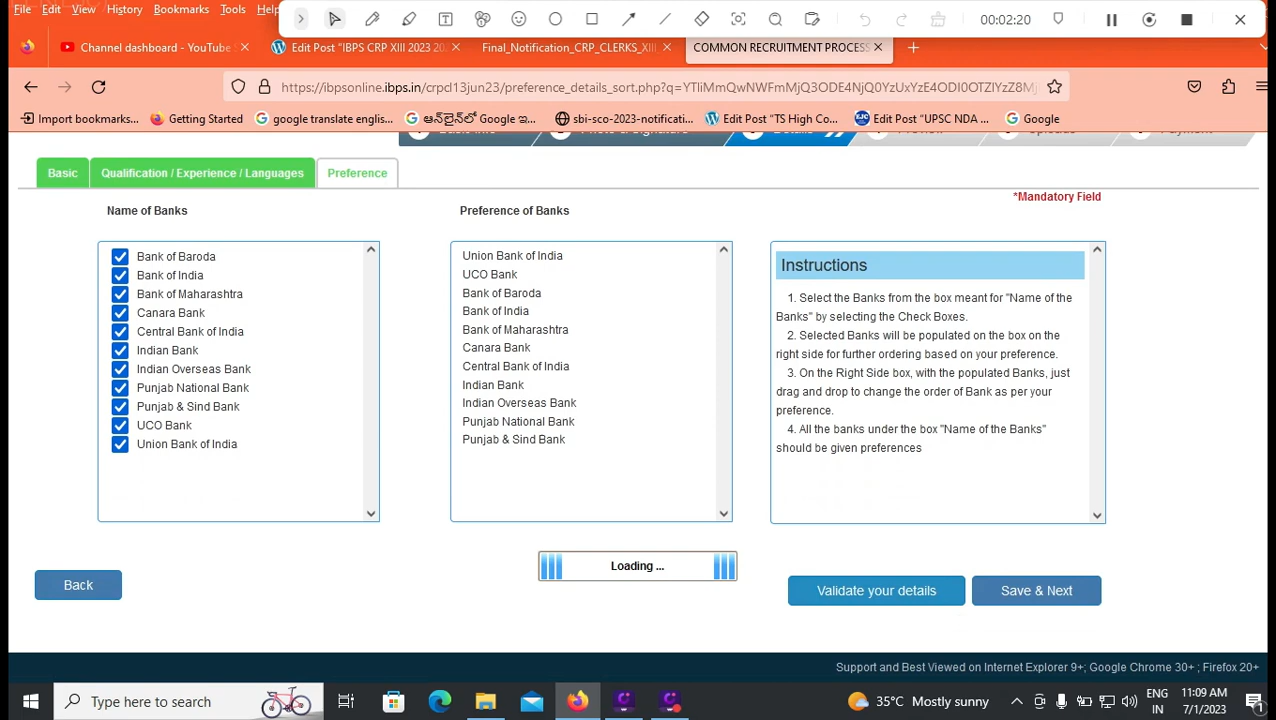 File Edit View History Bookmarks Tools Help
00:02:20
Channel dashboard - YouTube S
Edit Post "IBPS CRP XIII 2023 20
Final_Notification_CRP_CLERKS_XIII
COMMON RECRUITMENT PROCESS
Import bookmarks...
Getting Started
google translate englis...
ఆన్‌లైన్‌లో Google ఇ...
sbi-sco-2023-notificati...
Edit Post "TS High Co...
Edit Post "UPSC NDA ...
Google
Basic
Qualification / Experience / Languages
Preference
*Mandatory Field
Name of Banks
Bank of Baroda
Bank of India
Bank of Maharashtra
Canara Bank
Central Bank of India
Indian Bank
Indian Overseas Bank
Punjab National Bank
Punjab & Sind Bank
UCO Bank
Union Bank of India
Preference of Banks
Union Bank of India
UCO Bank
Bank of Baroda
Bank of India
Bank of Maharashtra
Canara Bank
Central Bank of India
Indian Bank
Indian Overseas Bank
Punjab National Bank
Punjab & Sind Bank
Instructions
1. Select the Banks from the box meant for "Name of the
Banks" by selecting the Check Boxes.
2. Selected Banks will be populated on the box on the
right side for further ordering based on your preference.
3. On the Right Side box, with the populated Banks, just
drag and drop to change the order of Bank as per your
preference.
4. All the banks under the box "Name of the Banks"
should be given preferences
Loading ...
Back
Validate your details
Save & Next
Support and Best Viewed on Internet Explorer 9+; Google Chrome 30+ ; Firefox 20+
Type here to search
35°C Mostly sunny
ENG
IN
11:09 AM
7/1/2023
1